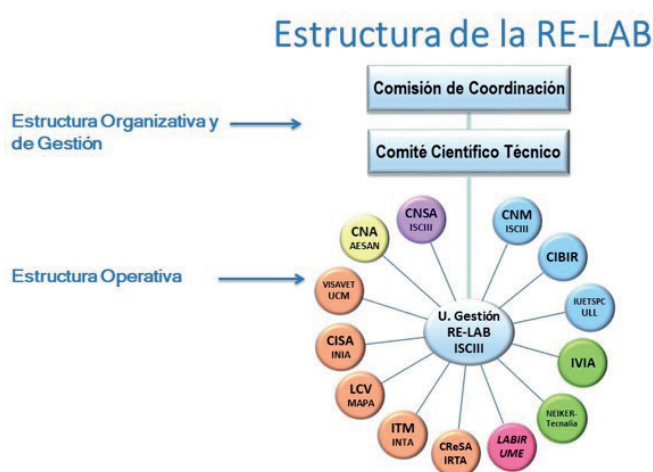 Estructura de la RE-LAB
Comisión de Coordinación
Estructura Organizativa y
de Gestión
Comité Científico Técnico
CNSA
ISCIII
CNM
ISCIII
CNA
AESAN
CIBIR
Estructura Operativa
VISAVET
UCM
IUETSPC
ULL
U. Gestión
RE-LAB
ISCIII
CISA
INIA
IVIA
LCV
MAPA
NEIKER-
Tecnalia
ITM
INTA
CReSA
IRTA
LABIR
UME